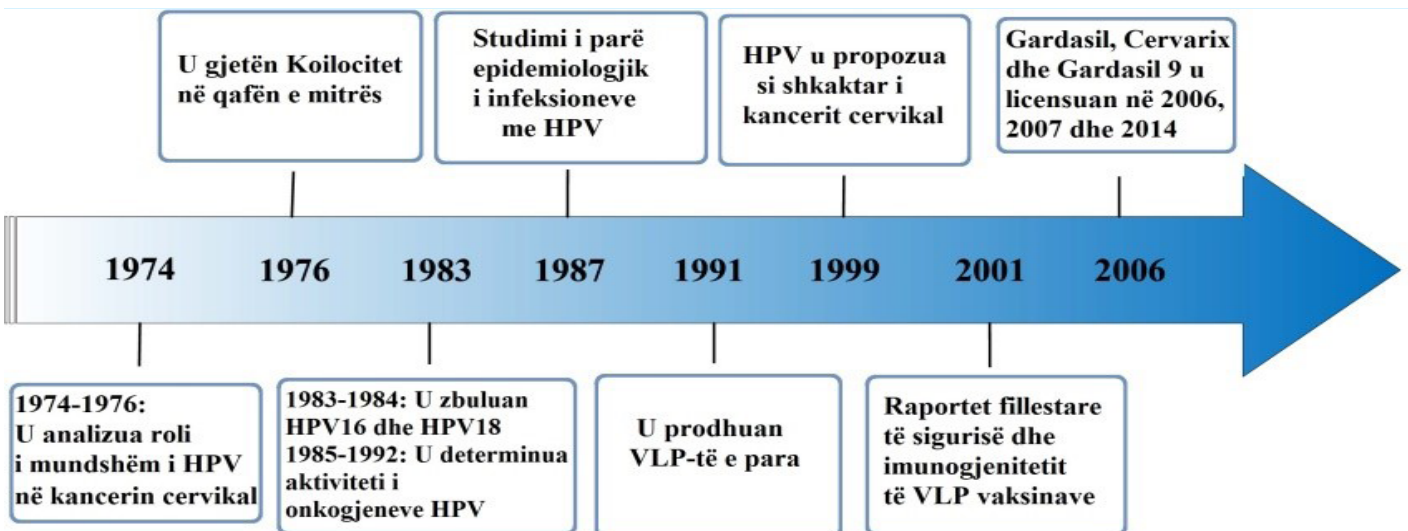 U gjetën Koilocitet
në qafën e mitrës
Studimi i parë
epidemiologjik
i infeksioneve
me HPV
HPV u propozua
si shkaktar i
kancerit cervikal
Gardasil, Cervarix
dhe Gardasil 9 u
licensuan në 2006,
2007 dhe 2014
1974
1976
1983
1987
1991
1999
2001
2006
1974-1976:
U analizua roli
i mundshëm i HPV
në kancerin cervikal
1983-1984: U zbuluan
HPV16 dhe HPV18
1985-1992: U determinua
aktiviteti i
onkogjeneve HPV
U prodhuan
VLP-të e para
Raportet fillestare
të sigurisë dhe
imunogjenitetit
të VLP vaksinave